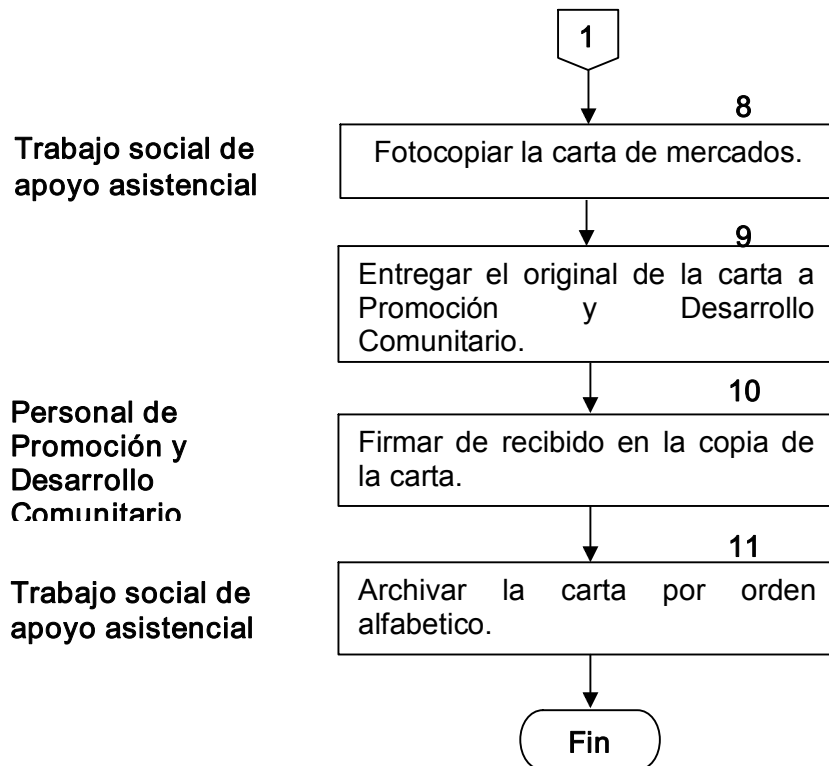 1
8
Trabajo social de
apoyo asistencial
Fotocopiar la carta de mercados.
9
Entregar el original de la carta a
Promoción y Desarrollo
Comunitario.
10
Personal de
Promoción y
Desarrollo
Comunitario
Firmar de recibido en la copia de
la carta.
11
Trabajo social de
apoyo asistencial
Archivar la carta por orden
alfabetico.
Fin